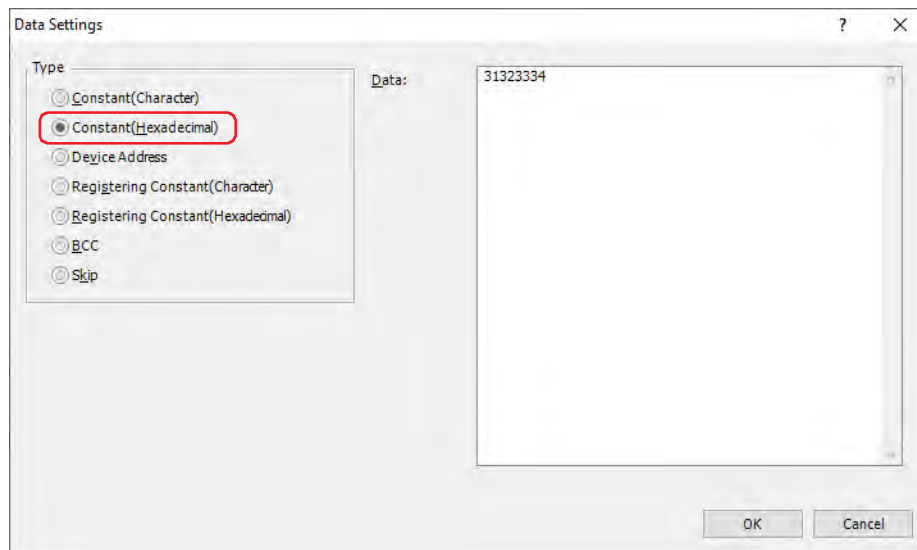 Data Settings
?
Type
Constant(Character)
Constant(Hexadecimal)
Device Address
Registering Constant(Character)
Registering Constant(Hexadecimal)
BCC
Skip
Data:
31323334
OK
Cancel